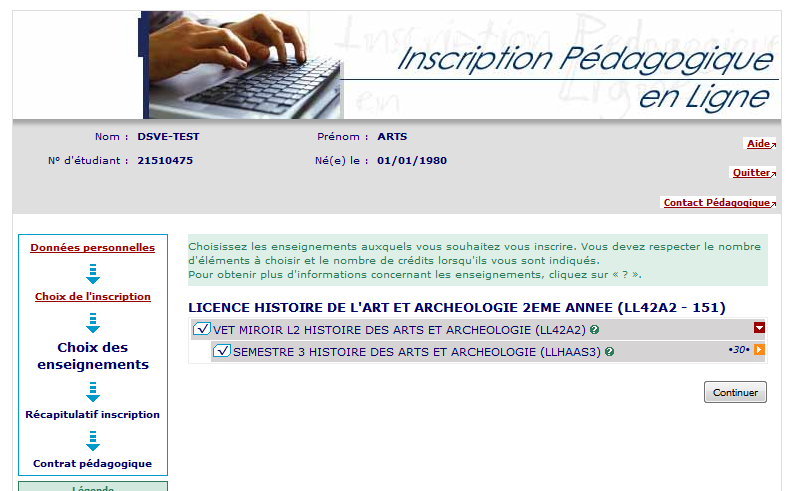 Inscription Pédagogique
en Ligne
Nom : DSVE-TEST
Prénom : ARTS
N° d'étudiant : 21510475
Né(e) le : 01/01/1980
Aide
Quitter
Contact Pédagogique
Données personnelles
Choix de l'inscription
Choix des
enseignements
Récapitulatif inscription
Contrat pédagogique
Légende
Choisissez les enseignements auxquels vous souhaitez vous inscrire. Vous devez respecter le nombre
d'éléments à choisir et le nombre de crédits lorsqu'ils vous sont indiqués.
Pour obtenir plus d'informations concernant les enseignements, cliquez sur « ? ».
LICENCE HISTOIRE DE L'ART ET ARCHEOLOGIE 2EME ANNEE (LL42A2 - 151)
VET MIROIR L2 HISTOIRE DES ARTS ET ARCHEOLOGIE (LL42A2) ?
SEMESTRE 3 HISTOIRE DES ARTS ET ARCHEOLOGIE (LLHAAS3) ? •30•
Continuer